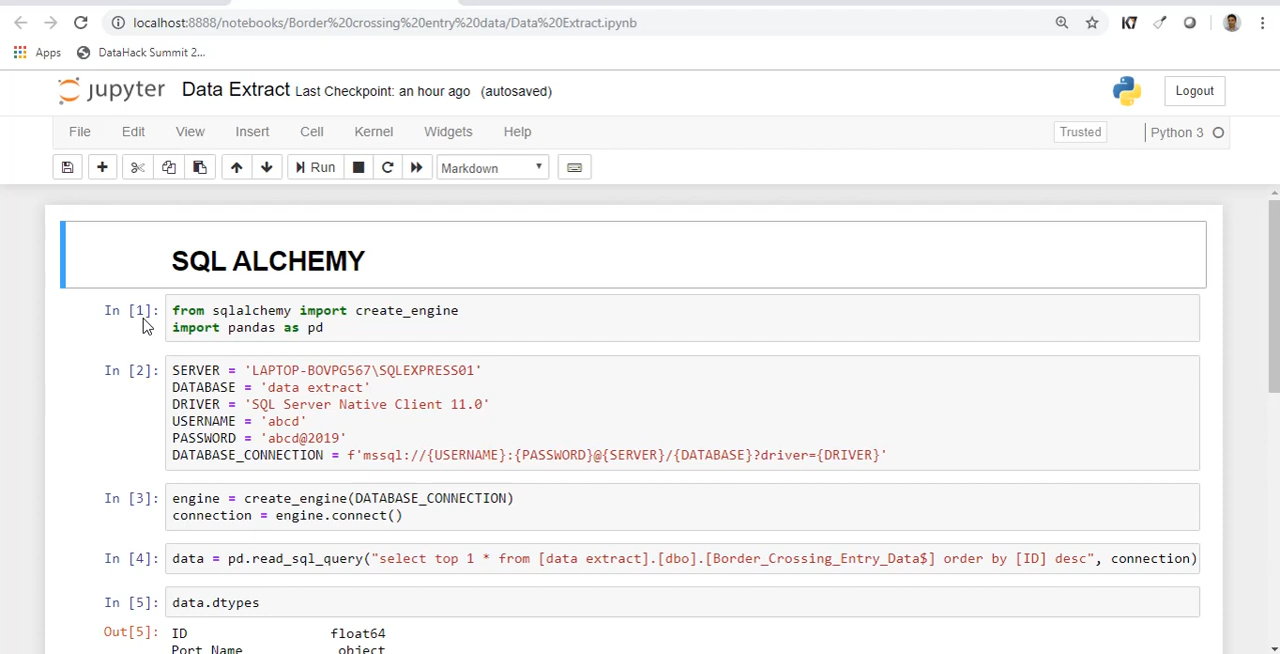 localhost:8888/notebooks/Border%20crossing%20entry%20data/Data%20Extract.ipynb
K7
Apps DataHack Summit 2...
jupyter Data Extract Last Checkpoint: an hour ago (autosaved) Logout
File Edit View Insert Cell Kernel Widgets Help Trusted Python 3
Run Markdown
SQL ALCHEMY
In [1]: from sqlalchemy import create_engine
import pandas as pd
In [2]: SERVER = 'LAPTOP-BOVPG567\SQLEXPRESS01'
DATABASE = 'data extract'
DRIVER = 'SQL Server Native Client 11.0'
USERNAME = 'abcd'
PASSWORD = 'abcd@2019'
DATABASE_CONNECTION = f'mssql://{USERNAME}:{PASSWORD}@{SERVER}/{DATABASE}?driver={DRIVER}'
In [3]: engine = create_engine(DATABASE_CONNECTION)
connection = engine.connect()
In [4]: data = pd.read_sql_query("select top 1 * from [data extract].[dbo].[Border_Crossing_Entry_Data$] order by [ID] desc", connection)
In [5]: data.dtypes
Out[5]: ID float64
Port Name object